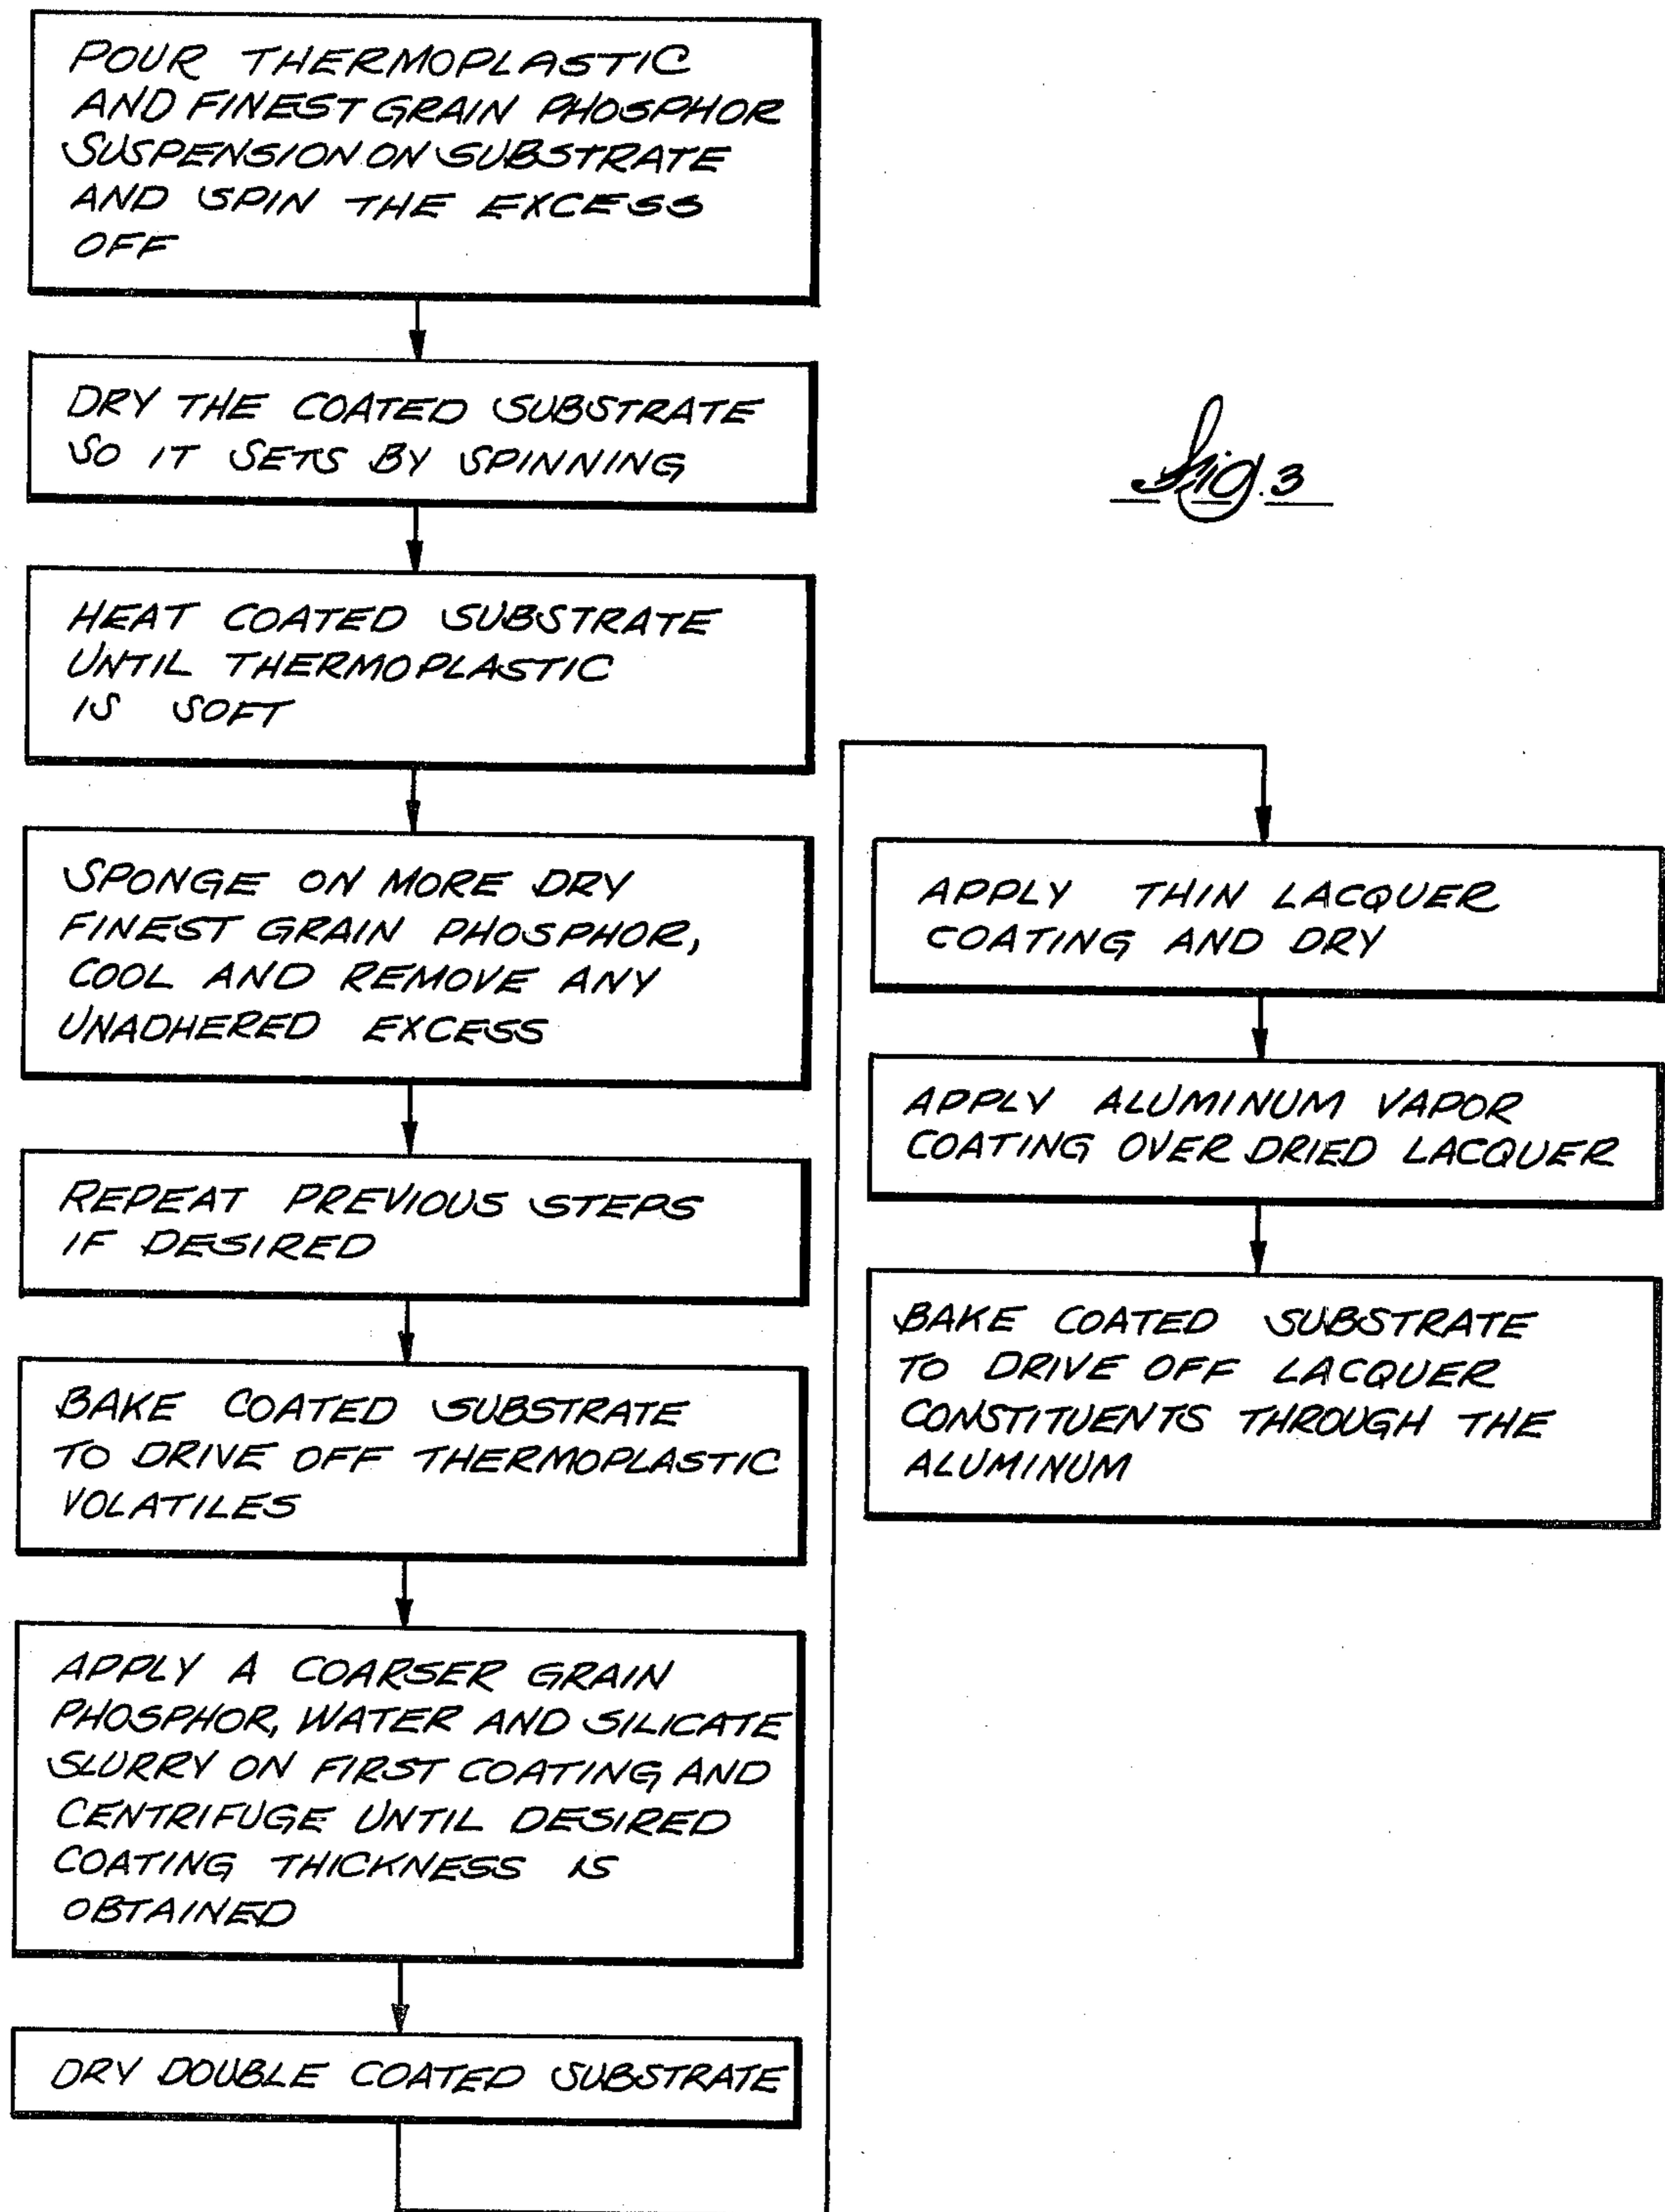 POUR THERMOPLASTIC
AND FINEST GRAIN PHOSPHOR
SUSPENSION ON SUBSTRATE
AND SPIN THE EXCESS
OFF
DRY THE COATED SUBSTRATE
SO IT SETS BY SPINNING
HEAT COATED SUBSTRATE
UNTIL THERMOPLASTIC
IS SOFT
SPONGE ON MORE DRY
FINEST GRAIN PHOSPHOR,
COOL AND REMOVE ANY
UNADHERED EXCESS
REPEAT PREVIOUS STEPS
IF DESIRED
BAKE COATED SUBSTRATE
TO DRIVE OFF THERMOPLASTIC
VOLATILES
APPLY A COARSER GRAIN
PHOSPHOR, WATER AND SILICATE
SLURRY ON FIRST COATING AND
CENTRIFUGE UNTIL DESIRED
COATING THICKNESS IS
OBTAINED
DRY DOUBLE COATED SUBSTRATE
Fig. 3
APPLY THIN LACQUER
COATING AND DRY
APPLY ALUMINUM VAPOR
COATING OVER DRIED LACQUER
BAKE COATED SUBSTRATE
TO DRIVE OFF LACQUER
CONSTITUENTS THROUGH THE
ALUMINUM